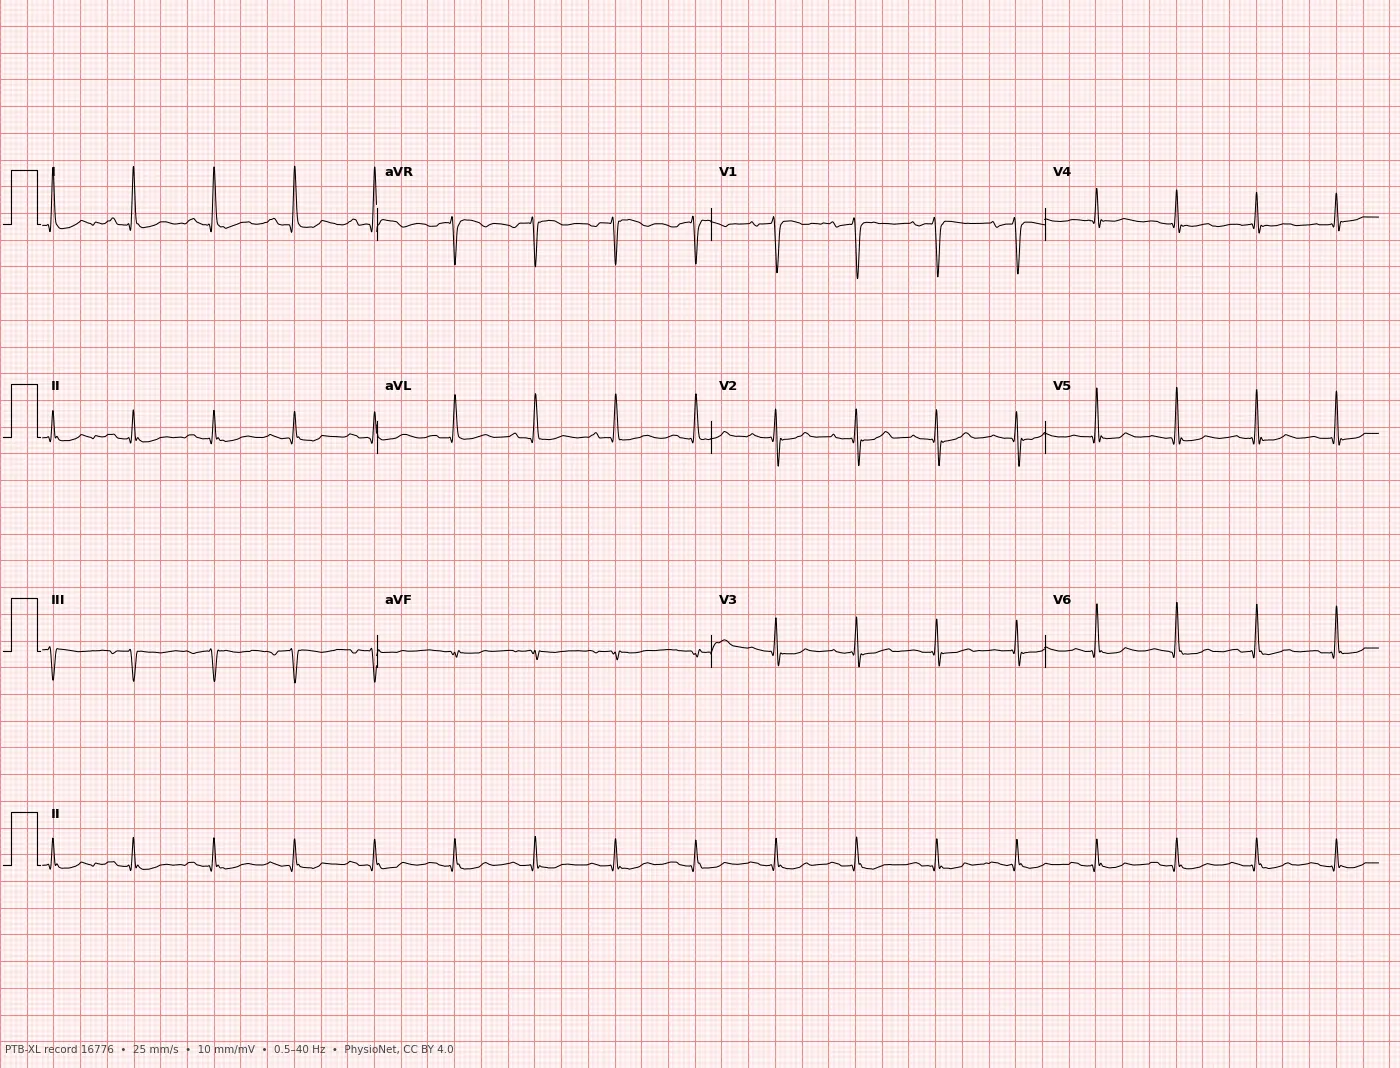 I aVR V1 V4
II aVL V2 V5
III aVF V3 V6
II
PTB-XL record 16776 • 25 mm/s • 10 mm/mV • 0.5–40 Hz • PhysioNet, CC BY 4.0